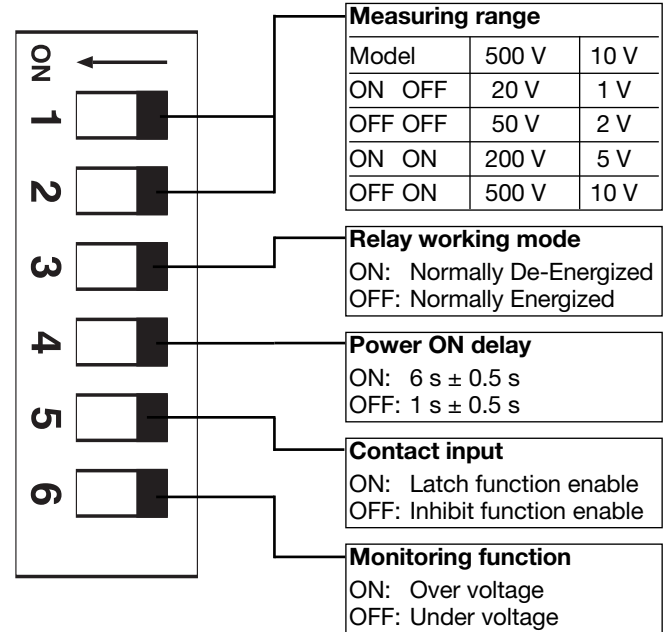 ON
1
2
3
4
5
6
Measuring range
Model 500 V 10 V
ON OFF 20 V 1 V
OFF OFF 50 V 2 V
ON ON 200 V 5 V
OFF ON 500 V 10 V
Relay working mode
ON: Normally De-Energized
OFF: Normally Energized
Power ON delay
ON: 6 s ± 0.5 s
OFF: 1 s ± 0.5 s
Contact input
ON: Latch function enable
OFF: Inhibit function enable
Monitoring function
ON: Over voltage
OFF: Under voltage